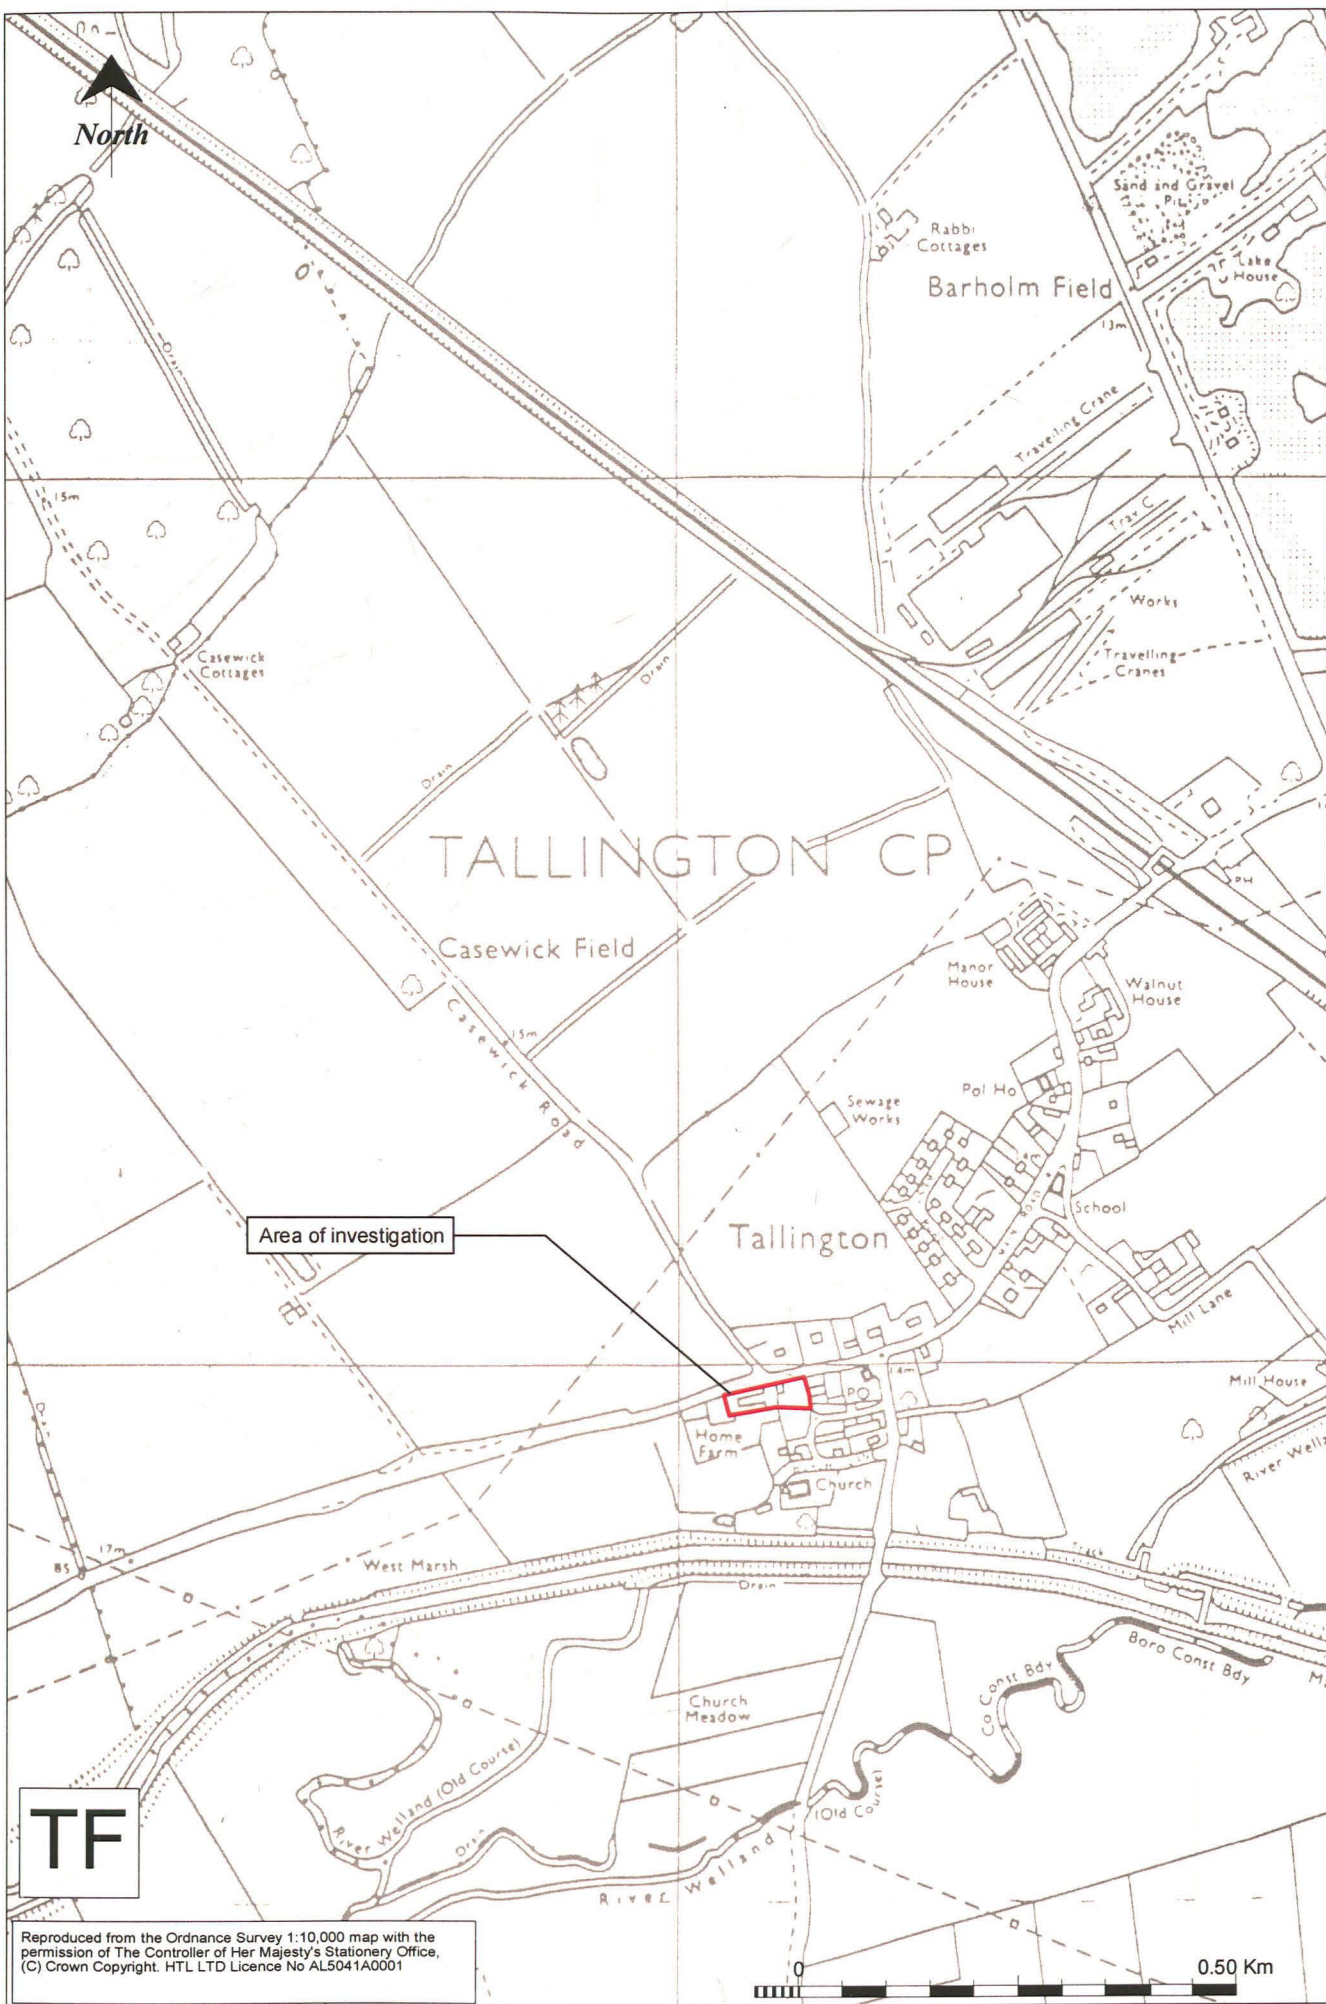 North
Sand and Gravel
Pit
Lake
House
Rabbi
Cottages
Barholm Field
13m
Drain
Travelling Crane
15m
Trav C
Works
Travelling
Cranes
Casewick
Cottages
Drain
Drain
TALLINGTON CP
PH
Casewick Field
Manor
House
Walnut
House
Casewick Road
15m
Pol Ho
Sewage
Works
School
Area of investigation
Tallington
Mill Lane
14m
Mill House
PO
Home
Farm
River Wella
Church
17m
BS
West Marsh
Track
Drain
Boro Const Bdy
Co Const Bdy
Church
Meadow
River Welland (Old Course)
(Old Course)
Drain
River Welland
TF
Reproduced from the Ordnance Survey 1:10,000 map with the
permission of The Controller of Her Majesty's Stationery Office,
(C) Crown Copyright. HTL LTD Licence No AL5041A0001
0
0.50 Km